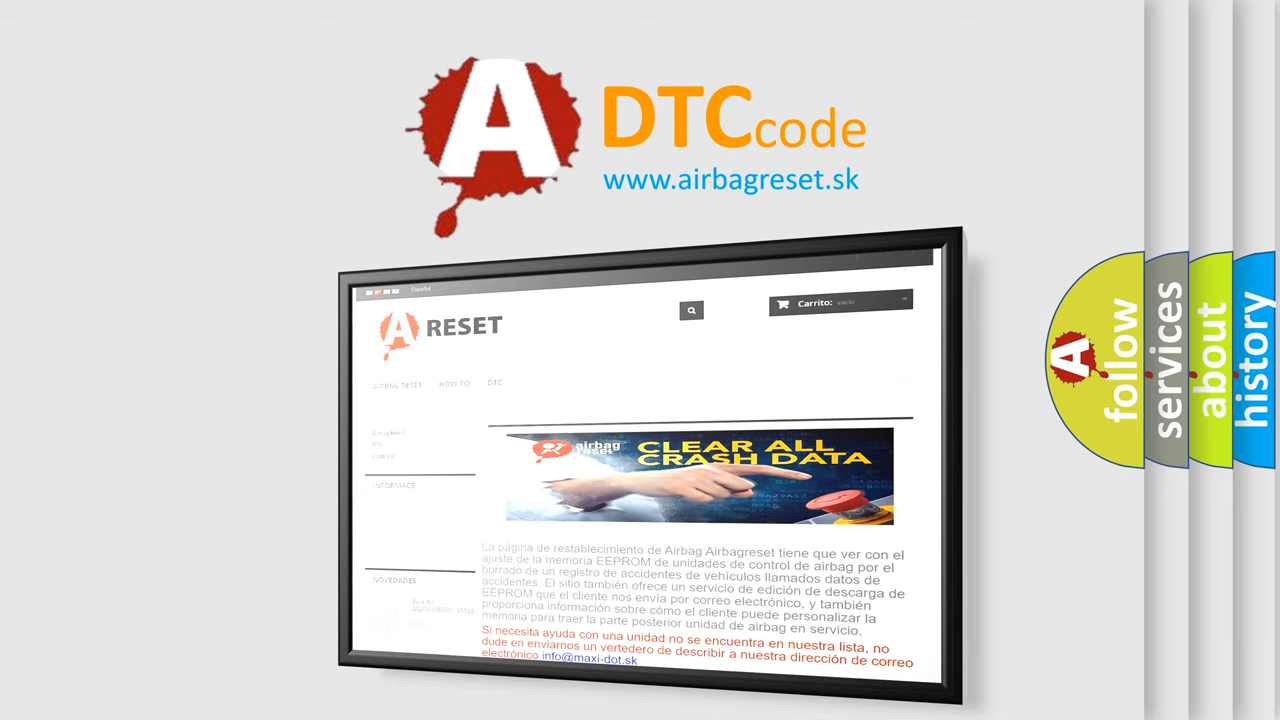 A DTCcode
www.airbagreset.sk
Español
A RESET
Carrito: vacío
AIRBAG RESET HOW TO DTC
INFORMACE
airbag
reset
CLEAR ALL
CRASH DATA
La página de restablecimiento de Airbag Airbagreset tiene que ver con el
ajuste de la memoria EEPROM de unidades de control de airbag por el
borrado de un registro de accidentes de vehículos llamados datos de
accidentes. El sitio también ofrece un servicio de edición de descarga de
EEPROM que el cliente nos envía por correo electrónico, y también
proporciona información sobre cómo el cliente puede personalizar la
memoria para traer la parte posterior unidad de airbag en servicio.
Si necesita ayuda con una unidad no se encuentra en nuestra lista, no
dude en enviarnos un vertedero de describir a nuestra dirección de correo
electrónico info@maxi-dot.sk
NOVEDADES
A
follow
services
about
history